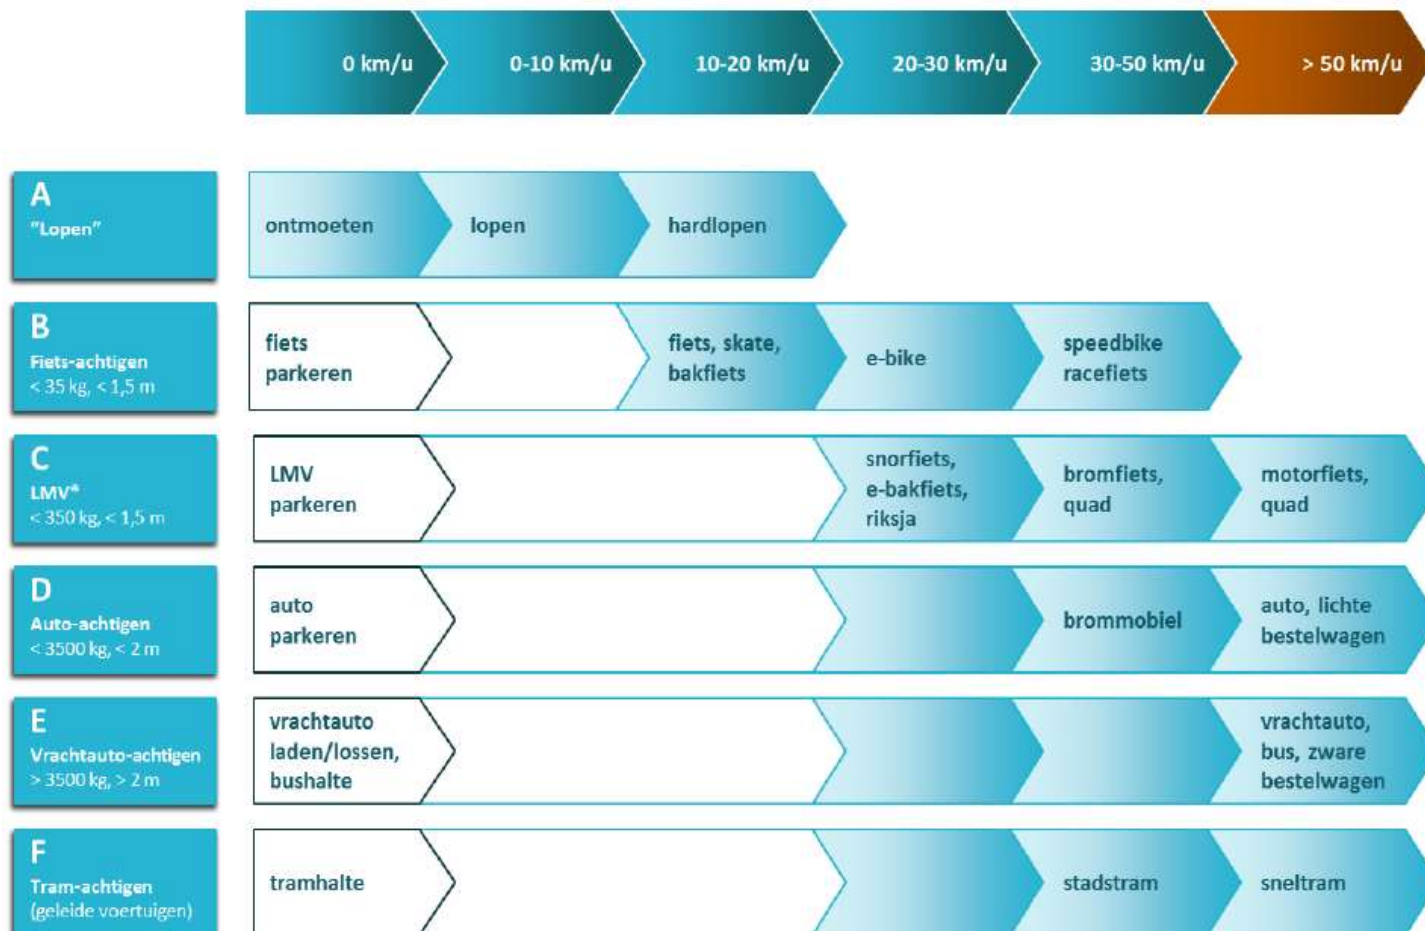 0 km/u
0-10 km/u
10-20 km/u
20-30 km/u
30-50 km/u
> 50 km/u
A
"Lopen"
ontmoeten
lopen
hardlopen
B
Fiets-achtigen
< 35 kg, < 1,5 m
fiets
parkeren
fiets, skate,
bakfiets
e-bike
speedbike
racefiets
C
LMV*
< 350 kg, < 1,5 m
LMV
parkeren
snorfiets,
e-bakfiets,
riksja
bromfiets,
quad
motorfiets,
quad
D
Auto-achtigen
< 3500 kg, < 2 m
auto
parkeren
brommobiel
auto, lichte
bestelwagen
E
Vrachtauto-achtigen
> 3500 kg, > 2 m
vrachtauto
laden/lossen,
bushalte
vrachtauto,
bus, zware
bestelwagen
F
Tram-achtigen
(geleide voertuigen)
tramhalte
stadstram
sneltram